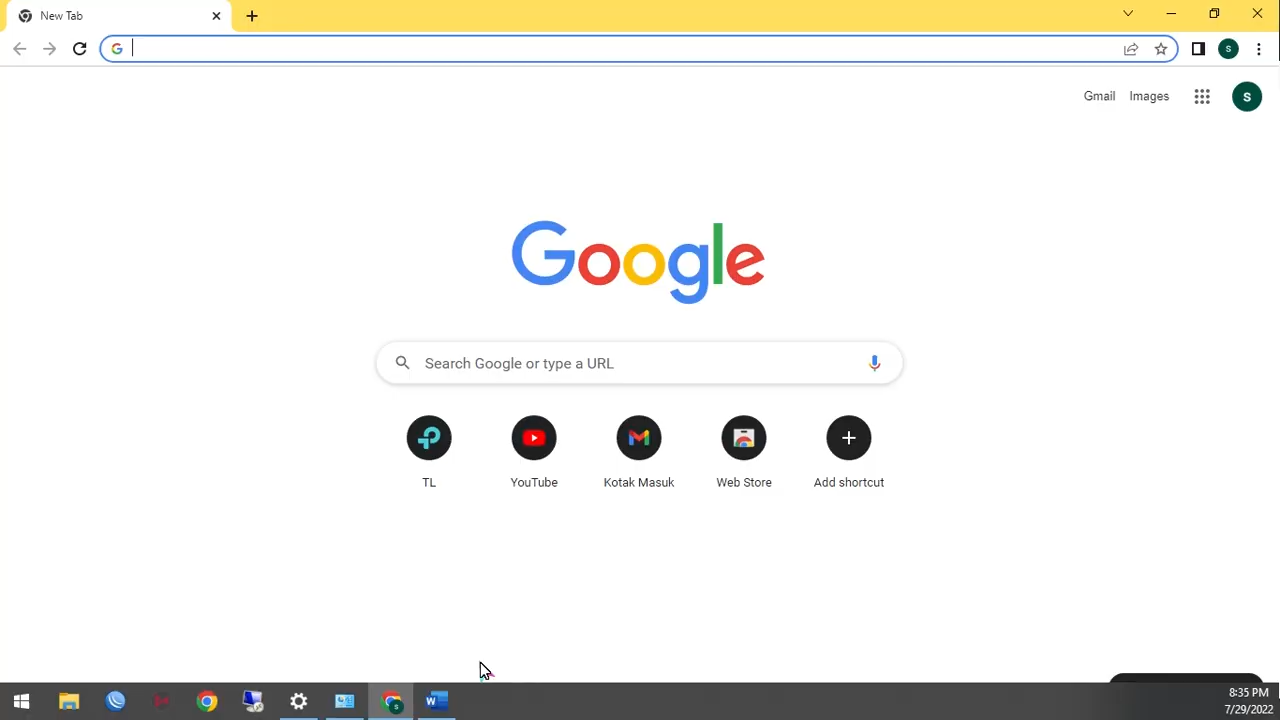 New Tab
Gmail Images
S
S
Google
Search Google or type a URL
TL
YouTube
Kotak Masuk
Web Store
Add shortcut
8:35 PM
7/29/2022